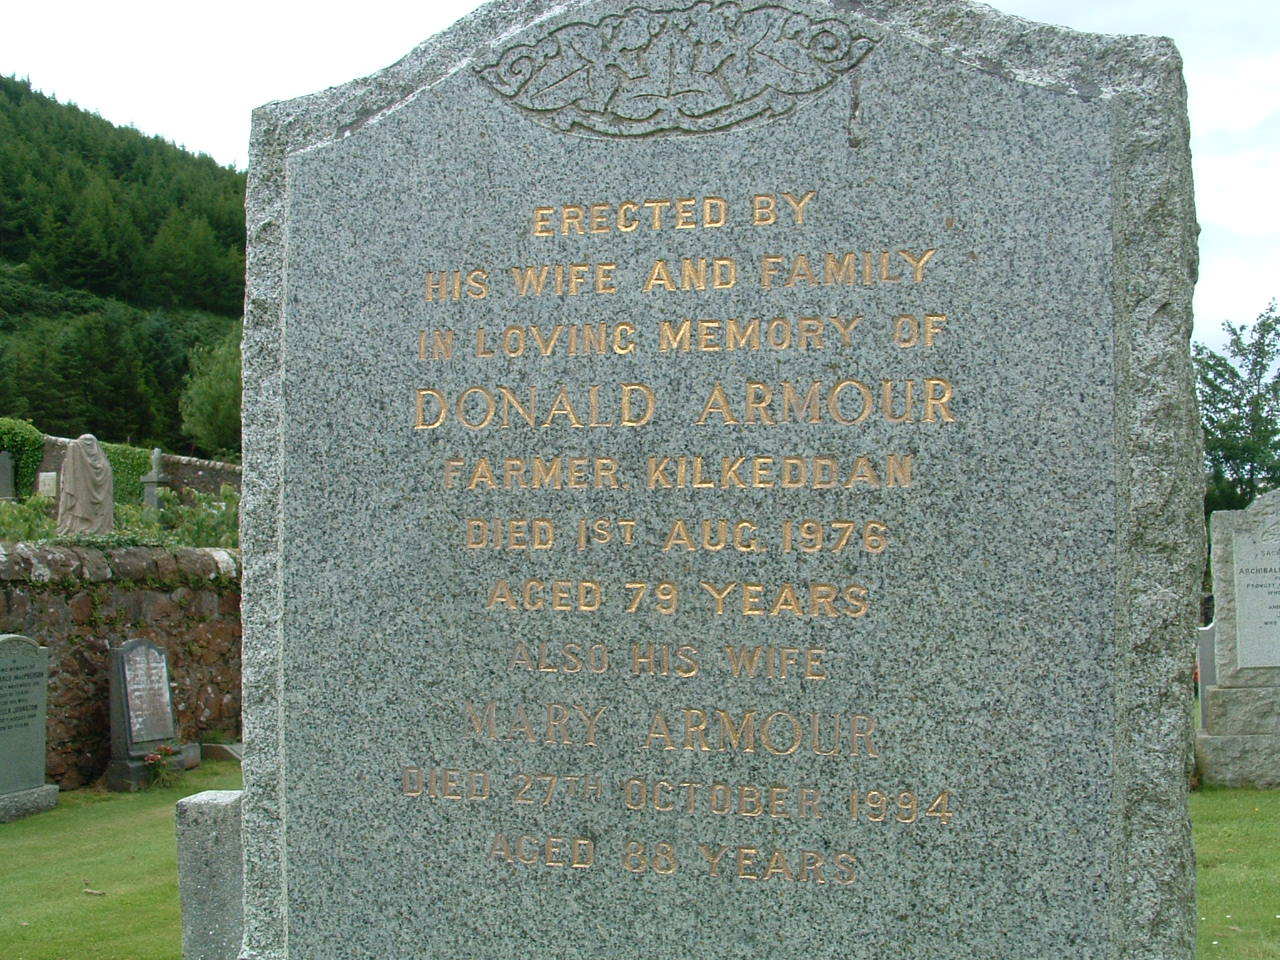 ERECTED BY
HIS WIFE AND FAMILY
IN LOVING MEMORY OF
DONALD ARMOUR
FARMER, KILKEDDAN
DIED 1ST AUG. 1976
AGED 79 YEARS
ALSO HIS WIFE
MARY ARMOUR
DIED 27TH OCTOBER 1994
AGED 88 YEARS